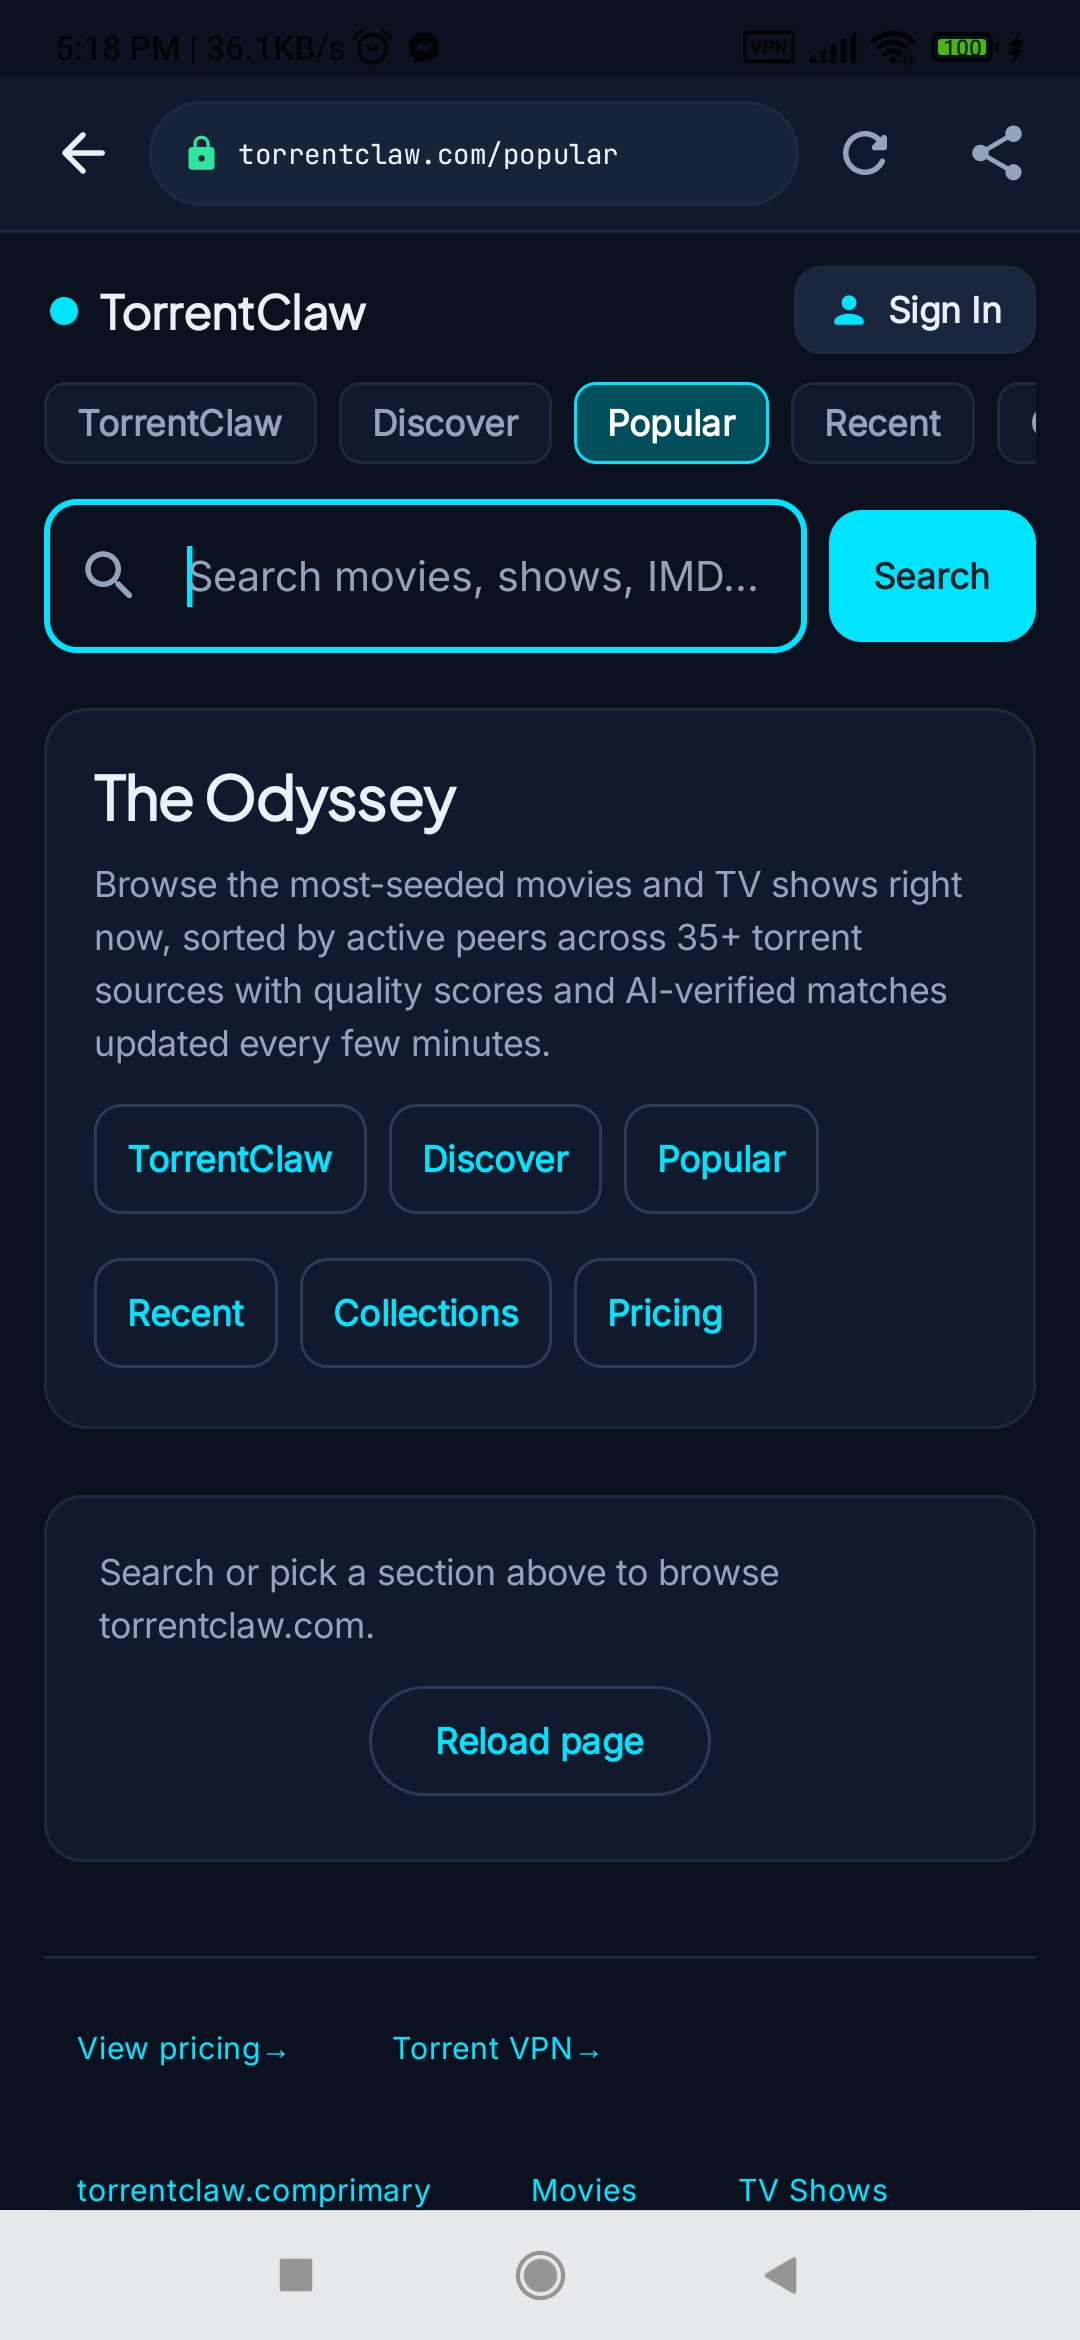 5:18 PM | 36.1KB/s VPN 100
torrentclaw.com/popular
TorrentClaw Sign In
TorrentClaw Discover Popular Recent
Search movies, shows, IMD... Search
The Odyssey
Browse the most-seeded movies and TV shows right
now, sorted by active peers across 35+ torrent
sources with quality scores and AI-verified matches
updated every few minutes.
TorrentClaw Discover Popular
Recent Collections Pricing
Search or pick a section above to browse
torrentclaw.com.
Reload page
View pricing→ Torrent VPN→
torrentclaw.comprimary Movies TV Shows